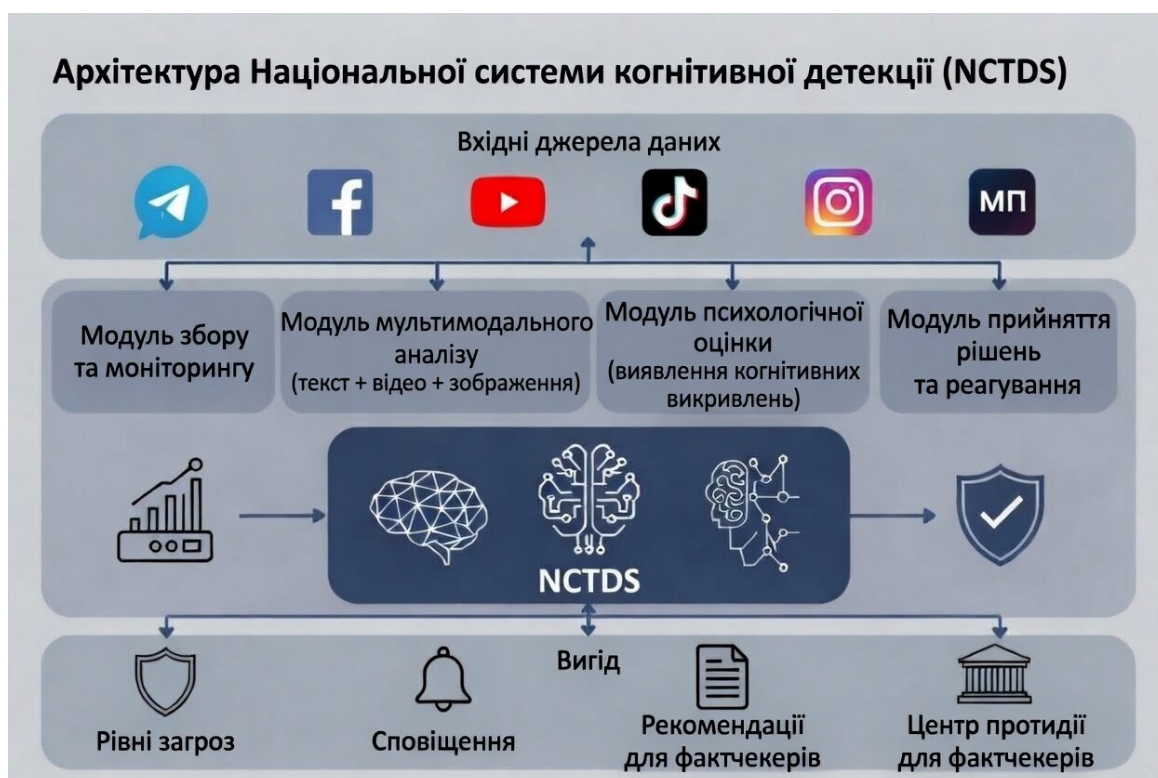 Архітектура Національної системи когнітивної детекції (NCTDS)
Вхідні джерела даних
МП
Модуль збору
та моніторингу
Модуль мультимодального
аналізу
(текст + відео + зображення)
Модуль психологічної
оцінки
(виявлення когнітивних
викривлень)
Модуль прийняття
рішень
та реагування
NCTDS
Вигід
Рівні загроз
Сповіщення
Рекомендації
для фактчекерів
Центр протидії
для фактчекерів